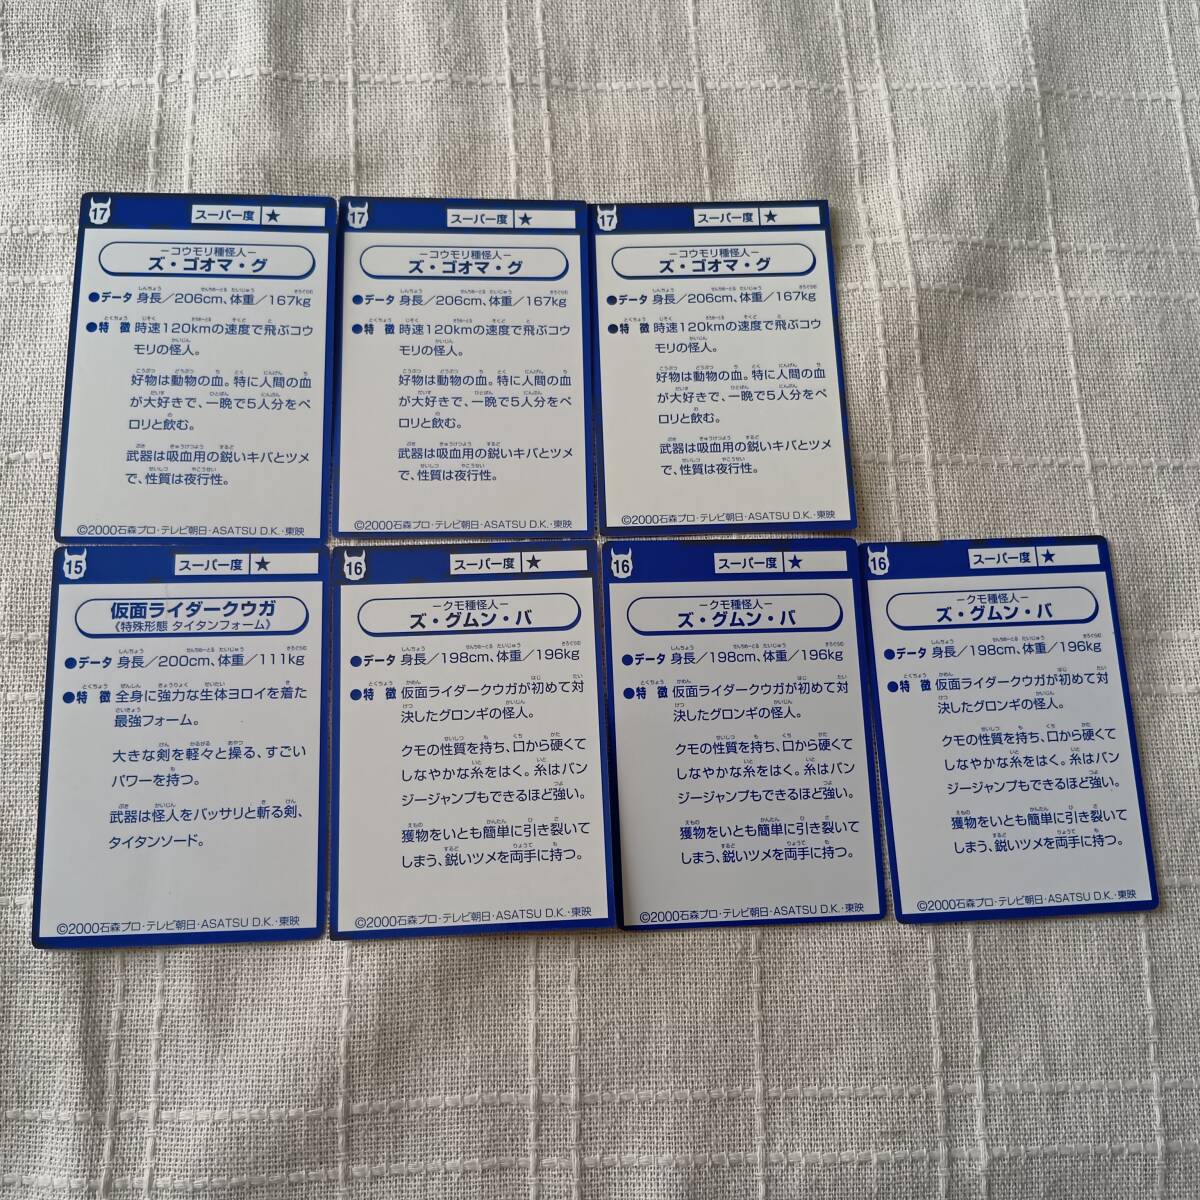 17 スーパー度 ★
−コウモリ種怪人−
ズ・ゴオマ・グ
●データ 身長／206cm、体重／167kg
●特 徴 時速120kmの速度で飛ぶコウ
モリの怪人。
好物は動物の血。特に人間の血
が大好きで、一晩で5人分をペ
ロリと飲む。
武器は吸血用の鋭いキバとツメ
で、性質は夜行性。
©2000石森プロ・テレビ朝日・ASATSU D.K.・東映
17 スーパー度 ★
−コウモリ種怪人−
ズ・ゴオマ・グ
●データ 身長／206cm、体重／167kg
●特 徴 時速120kmの速度で飛ぶコウ
モリの怪人。
好物は動物の血。特に人間の血
が大好きで、一晩で5人分をペ
ロリと飲む。
武器は吸血用の鋭いキバとツメ
で、性質は夜行性。
©2000石森プロ・テレビ朝日・ASATSU D.K.・東映
17 スーパー度 ★
−コウモリ種怪人−
ズ・ゴオマ・グ
●データ 身長／206cm、体重／167kg
●特 徴 時速120kmの速度で飛ぶコウ
モリの怪人。
好物は動物の血。特に人間の血
が大好きで、一晩で5人分をペ
ロリと飲む。
武器は吸血用の鋭いキバとツメ
で、性質は夜行性。
©2000石森プロ・テレビ朝日・ASATSU D.K.・東映
15 スーパー度 ★
仮面ライダークウガ
《特殊形態 タイタンフォーム》
●データ 身長／200cm、体重／111kg
●特 徴 全身に強力な生体ヨロイを着た
最強フォーム。
大きな剣を軽々と操る、すごい
パワーを持つ。
武器は怪人をバッサリと斬る剣、
タイタンソード。
©2000石森プロ・テレビ朝日・ASATSU D.K.・東映
16 スーパー度 ★
−クモ種怪人−
ズ・グムン・バ
●データ 身長／198cm、体重／196kg
●特 徴 仮面ライダークウガが初めて対
決したグロンギの怪人。
クモの性質を持ち、口から硬くて
しなやかな糸をはく。糸はバン
ジージャンプもできるほど強い。
獲物をいとも簡単に引き裂いて
しまう、鋭いツメを両手に持つ。
©2000石森プロ・テレビ朝日・ASATSU D.K.・東映
16 スーパー度 ★
−クモ種怪人−
ズ・グムン・バ
●データ 身長／198cm、体重／196kg
●特 徴 仮面ライダークウガが初めて対
決したグロンギの怪人。
クモの性質を持ち、口から硬くて
しなやかな糸をはく。糸はバン
ジージャンプもできるほど強い。
獲物をいとも簡単に引き裂いて
しまう、鋭いツメを両手に持つ。
©2000石森プロ・テレビ朝日・ASATSU D.K.・東映
16 スーパー度 ★
−クモ種怪人−
ズ・グムン・バ
●データ 身長／198cm、体重／196kg
●特 徴 仮面ライダークウガが初めて対
決したグロンギの怪人。
クモの性質を持ち、口から硬くて
しなやかな糸をはく。糸はバン
ジージャンプもできるほど強い。
獲物をいとも簡単に引き裂いて
しまう、鋭いツメを両手に持つ。
©2000石森プロ・テレビ朝日・ASATSU D.K.・東映